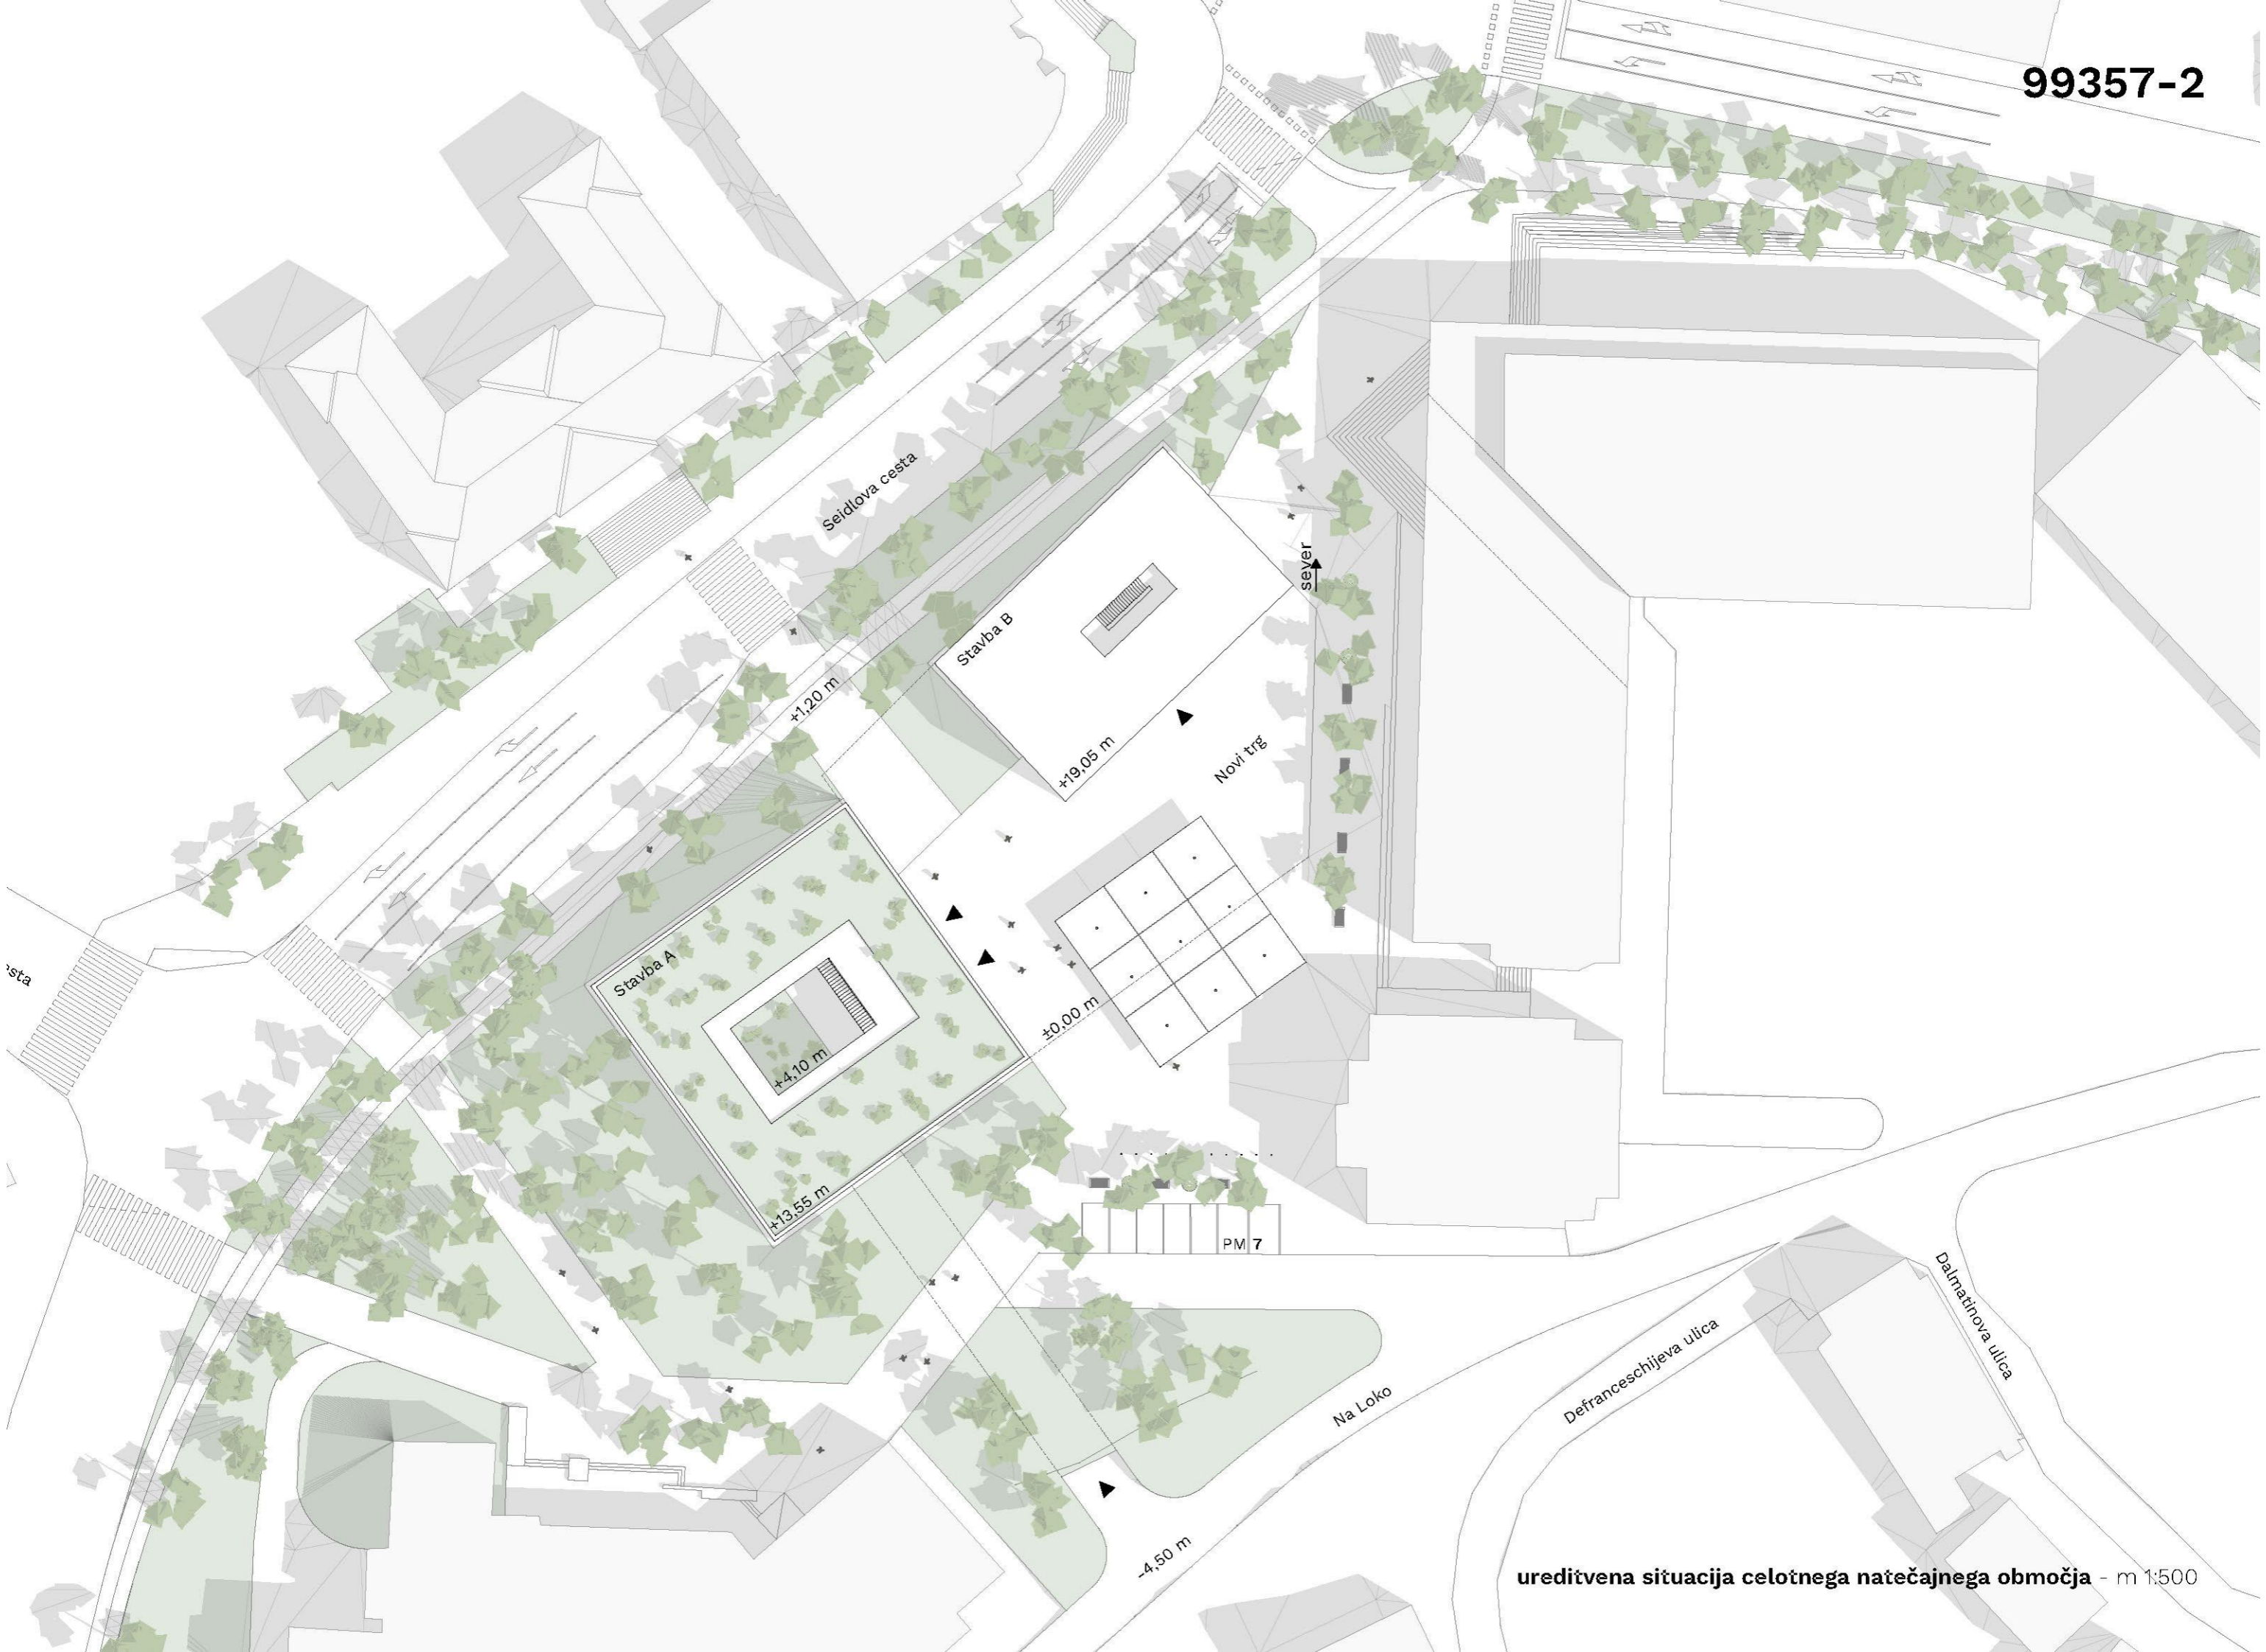 99357-2
Seidlova cesta
sever
Stavba B
+1,20 m
+19,05 m
Novi trg
Stavba A
±0,00 m
+4,10 m
+13,55 m
PM 7
Dalmatinova ulica
Defranceschijeva ulica
Na Loko
-4,50 m
ureditvena situacija celotnega natečajnega območja - m 1:500